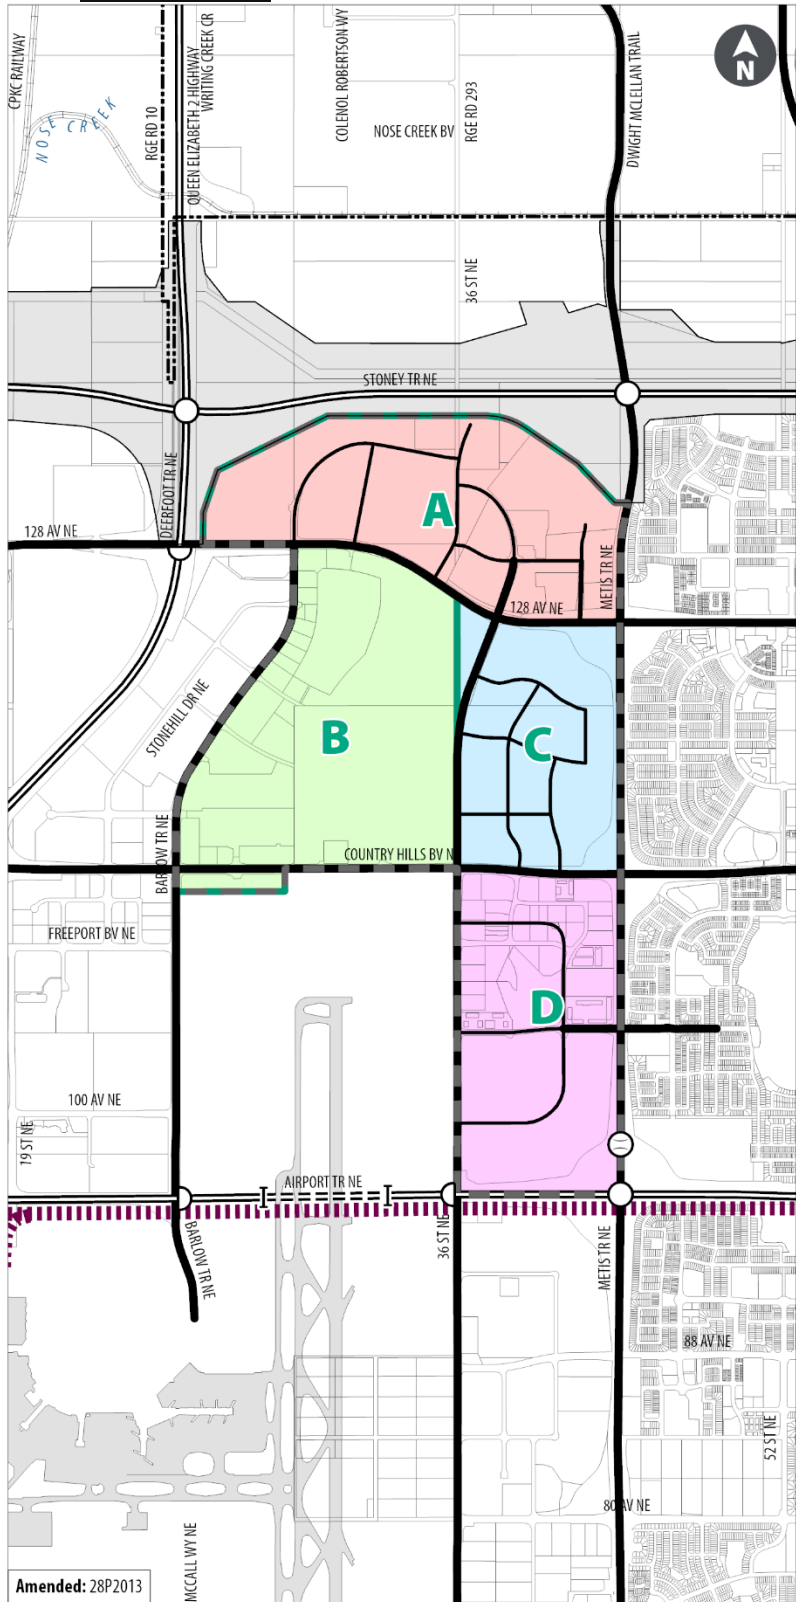 CPKC RAILWAY
NOSE CREEK
RGE RD 10
QUEEN ELIZABETH 2 HIGHWAY
WRITING CREEK CR
COLENOL ROBERTSON WY
NOSE CREEK BV
RGE RD 293
DWIGHT MCLELLAN TRAIL
N
36 ST NE
STONEY TR NE
DEERFOOT TR NE
128 AV NE
A
METIS TR NE
128 AV NE
STONEHILL DR NE
B
C
BARLOW TR NE
COUNTRY HILLS BV N
FREEPORT BV NE
D
100 AV NE
19 ST NE
AIRPORT TR NE
BARLOW TR NE
36 ST NE
METIS TR NE
88 AV NE
52 ST NE
80 AV NE
MCCALL WY NE
Amended: 28P2013